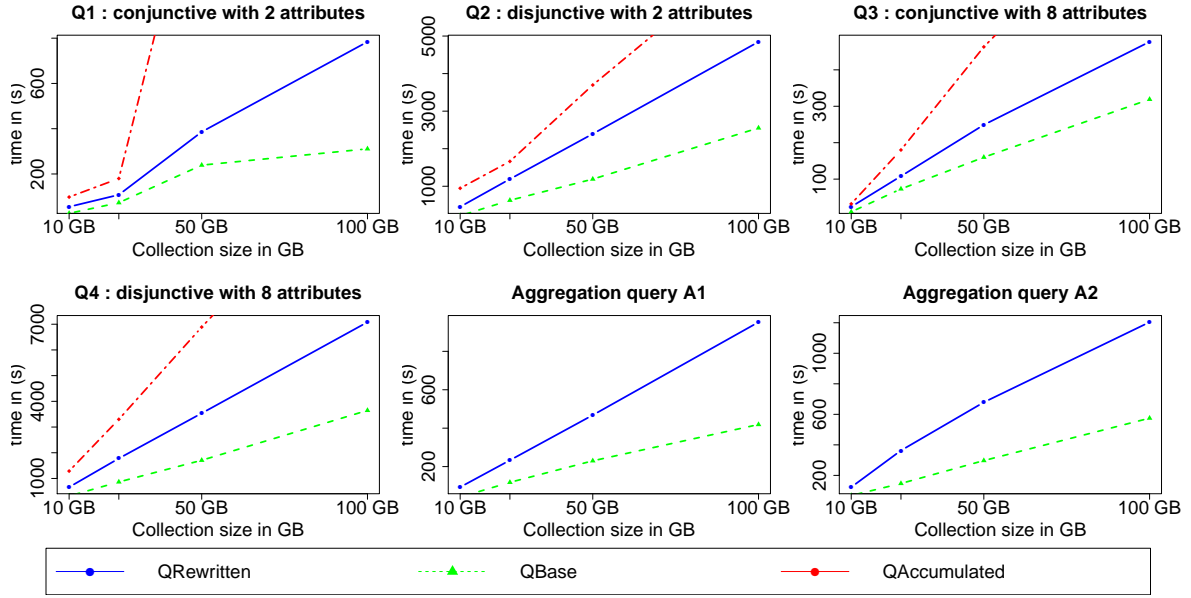 Q1 : conjunctive with 2 attributes
time in (s)
200
600
10 GB
50 GB
100 GB
Collection size in GB
Q2 : disjunctive with 2 attributes
time in (s)
1000
3000
5000
10 GB
50 GB
100 GB
Collection size in GB
Q3 : conjunctive with 8 attributes
time in (s)
100
300
10 GB
50 GB
100 GB
Collection size in GB
Q4 : disjunctive with 8 attributes
time in (s)
1000
4000
7000
10 GB
50 GB
100 GB
Collection size in GB
Aggregation query A1
time in (s)
200
600
10 GB
50 GB
100 GB
Collection size in GB
Aggregation query A2
time in (s)
200
600
1000
10 GB
50 GB
100 GB
Collection size in GB
QRewritten
QBase
QAccumulated